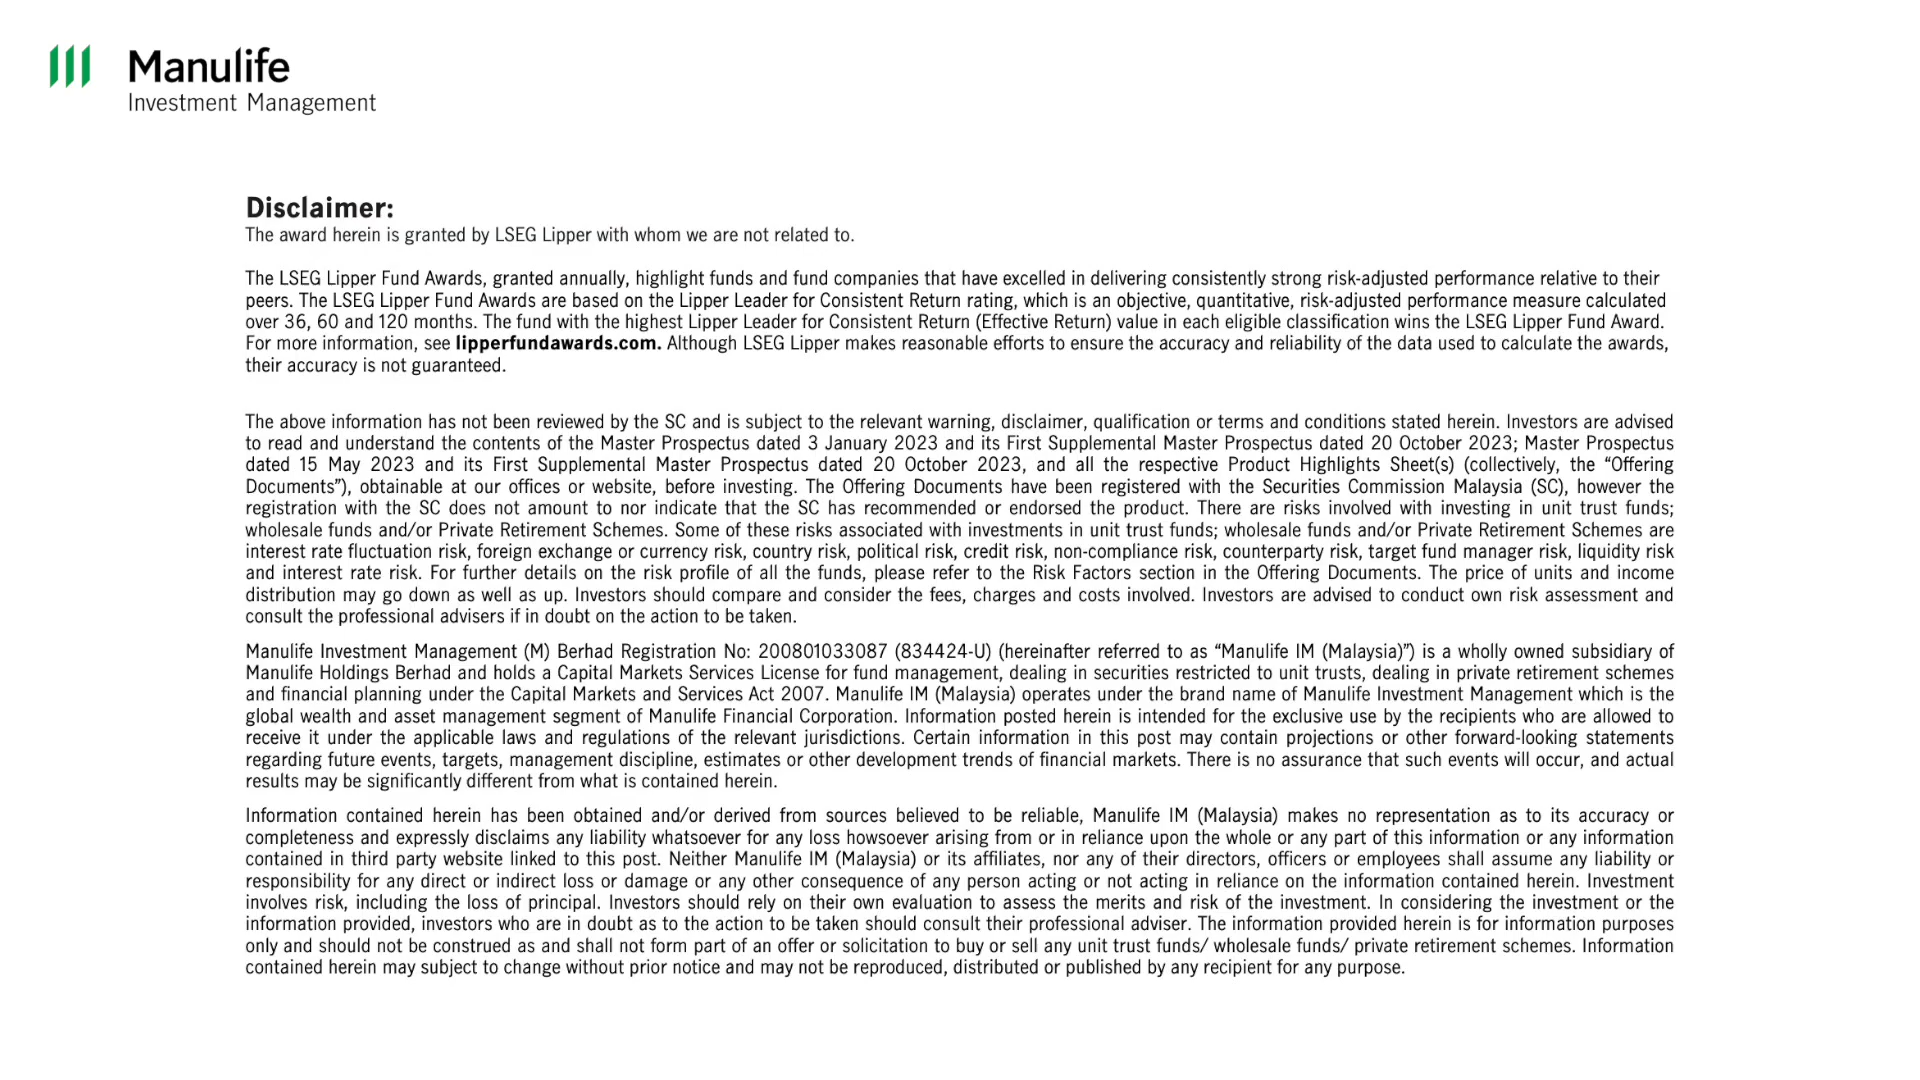 Manulife
Investment Management
Disclaimer:
The award herein is granted by LSEG Lipper with whom we are not related to.
The LSEG Lipper Fund Awards, granted annually, highlight funds and fund companies that have excelled in delivering consistently strong risk-adjusted performance relative to their
peers. The LSEG Lipper Fund Awards are based on the Lipper Leader for Consistent Return rating, which is an objective, quantitative, risk-adjusted performance measure calculated
over 36, 60 and 120 months. The fund with the highest Lipper Leader for Consistent Return (Effective Return) value in each eligible classification wins the LSEG Lipper Fund Award.
For more information, see lipperfundawards.com. Although LSEG Lipper makes reasonable efforts to ensure the accuracy and reliability of the data used to calculate the awards,
their accuracy is not guaranteed.
The above information has not been reviewed by the SC and is subject to the relevant warning, disclaimer, qualification or terms and conditions stated herein. Investors are advised
to read and understand the contents of the Master Prospectus dated 3 January 2023 and its First Supplemental Master Prospectus dated 20 October 2023; Master Prospectus
dated 15 May 2023 and its First Supplemental Master Prospectus dated 20 October 2023, and all the respective Product Highlights Sheet(s) (collectively, the “Offering
Documents”), obtainable at our offices or website, before investing. The Offering Documents have been registered with the Securities Commission Malaysia (SC), however the
registration with the SC does not amount to nor indicate that the SC has recommended or endorsed the product. There are risks involved with investing in unit trust funds;
wholesale funds and/or Private Retirement Schemes. Some of these risks associated with investments in unit trust funds; wholesale funds and/or Private Retirement Schemes are
interest rate fluctuation risk, foreign exchange or currency risk, country risk, political risk, credit risk, non-compliance risk, counterparty risk, target fund manager risk, liquidity risk
and interest rate risk. For further details on the risk profile of all the funds, please refer to the Risk Factors section in the Offering Documents. The price of units and income
distribution may go down as well as up. Investors should compare and consider the fees, charges and costs involved. Investors are advised to conduct own risk assessment and
consult the professional advisers if in doubt on the action to be taken.
Manulife Investment Management (M) Berhad Registration No: 200801033087 (834424-U) (hereinafter referred to as “Manulife IM (Malaysia)”) is a wholly owned subsidiary of
Manulife Holdings Berhad and holds a Capital Markets Services License for fund management, dealing in securities restricted to unit trusts, dealing in private retirement schemes
and financial planning under the Capital Markets and Services Act 2007. Manulife IM (Malaysia) operates under the brand name of Manulife Investment Management which is the
global wealth and asset management segment of Manulife Financial Corporation. Information posted herein is intended for the exclusive use by the recipients who are allowed to
receive it under the applicable laws and regulations of the relevant jurisdictions. Certain information in this post may contain projections or other forward-looking statements
regarding future events, targets, management discipline, estimates or other development trends of financial markets. There is no assurance that such events will occur, and actual
results may be significantly different from what is contained herein.
Information contained herein has been obtained and/or derived from sources believed to be reliable, Manulife IM (Malaysia) makes no representation as to its accuracy or
completeness and expressly disclaims any liability whatsoever for any loss howsoever arising from or in reliance upon the whole or any part of this information or any information
contained in third party website linked to this post. Neither Manulife IM (Malaysia) or its affiliates, nor any of their directors, officers or employees shall assume any liability or
responsibility for any direct or indirect loss or damage or any other consequence of any person acting or not acting in reliance on the information contained herein. Investment
involves risk, including the loss of principal. Investors should rely on their own evaluation to assess the merits and risk of the investment. In considering the investment or the
information provided, investors who are in doubt as to the action to be taken should consult their professional adviser. The information provided herein is for information purposes
only and should not be construed as and shall not form part of an offer or solicitation to buy or sell any unit trust funds/ wholesale funds/ private retirement schemes. Information
contained herein may subject to change without prior notice and may not be reproduced, distributed or published by any recipient for any purpose.